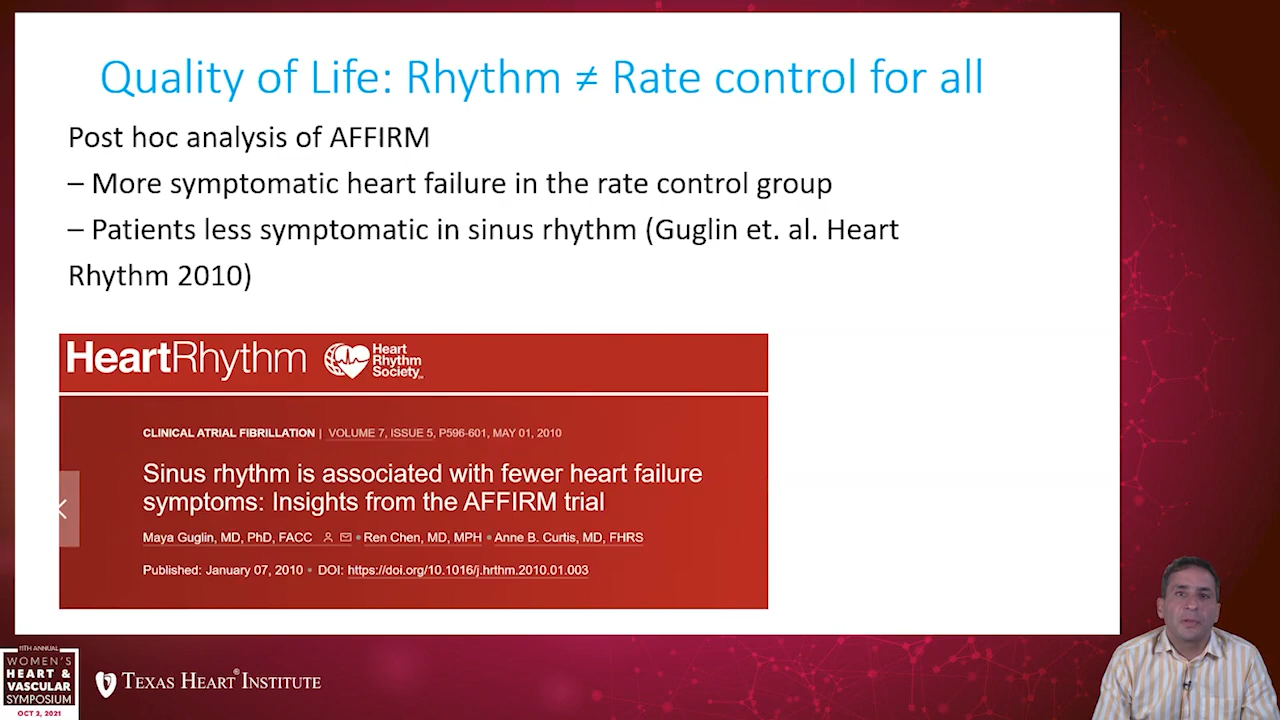 Quality of Life: Rhythm ≠ Rate control for all
Post hoc analysis of AFFIRM
– More symptomatic heart failure in the rate control group
– Patients less symptomatic in sinus rhythm (Guglin et. al. Heart
Rhythm 2010)
HeartRhythm
Heart
Rhythm
Society
CLINICAL ATRIAL FIBRILLATION | VOLUME 7, ISSUE 5, P596-601, MAY 01, 2010
Sinus rhythm is associated with fewer heart failure
symptoms: Insights from the AFFIRM trial
Maya Guglin, MD, PhD, FACC • Ren Chen, MD, MPH • Anne B. Curtis, MD, FHRS
Published: January 07, 2010 • DOI: https://doi.org/10.1016/j.hrthm.2010.01.003
11TH ANNUAL
WOMEN'S
HEART &
VASCULAR
SYMPOSIUM
OCT 2, 2021
TEXAS HEART® INSTITUTE